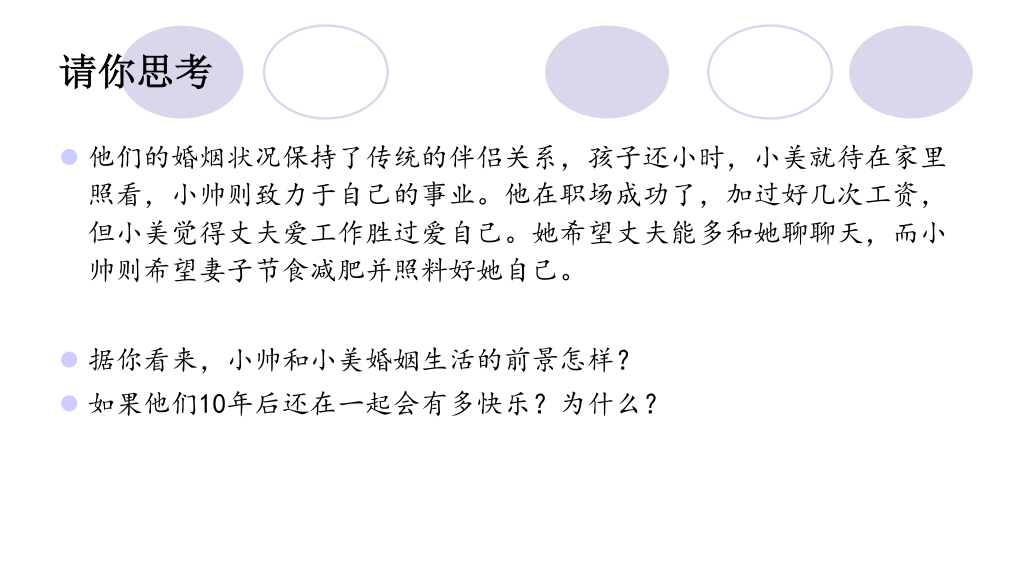 请你思考
他们的婚烟状况保持了传统的伴侣关系，孩子还小时，小美就待在家里
照看，小帅则致力于自己的事业。他在职场成功了，加过好几次工资，
但小美觉得丈夫爱工作胜过爱自己。她希望丈夫能多和她聊聊天，而小
帅则希望妻子节食减肥并照料好她自己。
据你看来，小帅和小美婚姻生活的前景怎样？
如果他们10年后还在一起会有多快乐？为什么？